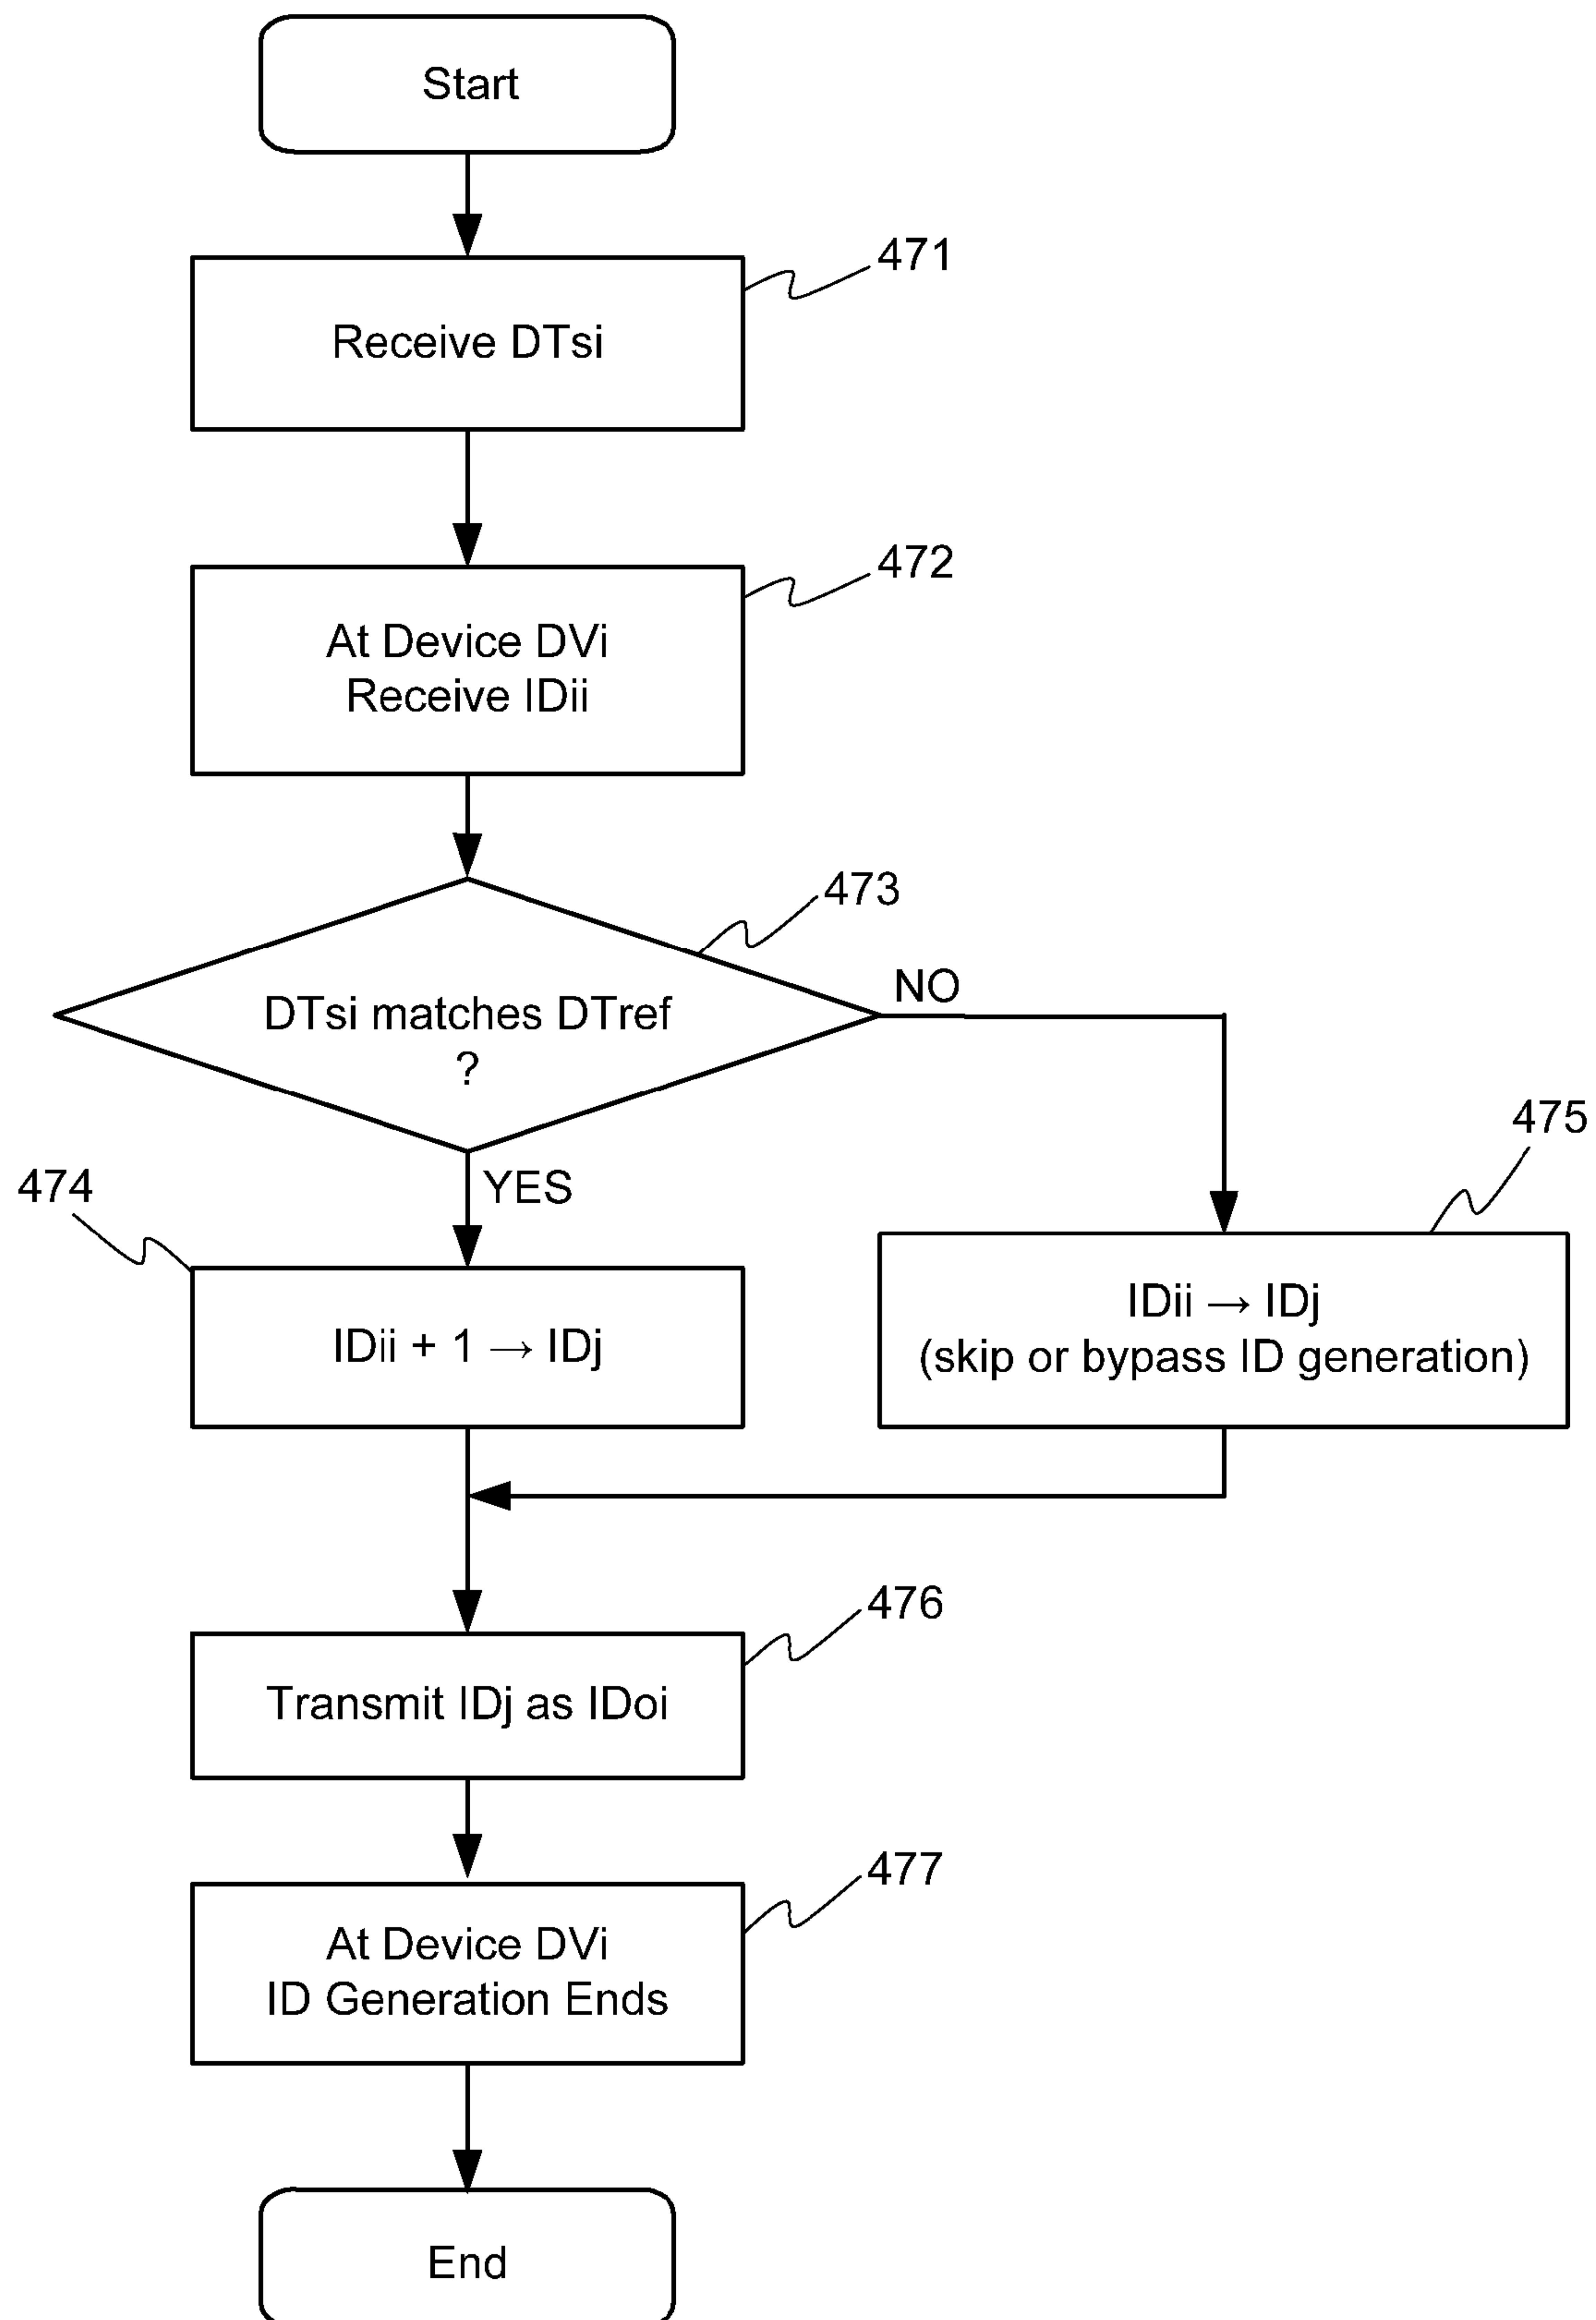 Start
471
Receive DTsi
472
At Device DVi
Receive IDii
473
DTsi matches DTref
?
NO
YES
474
IDii + 1 → IDj
475
IDii → IDj
(skip or bypass ID generation)
476
Transmit IDj as IDoi
477
At Device DVi
ID Generation Ends
End